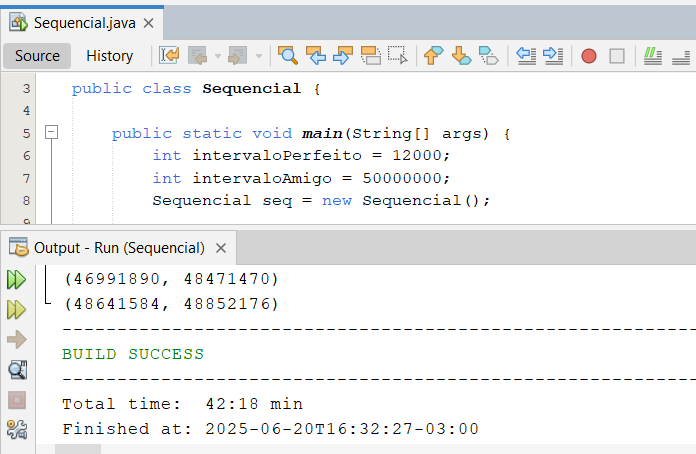 Sequencial.java
Source History
3 public class Sequencial {
4
5 public static void main(String[] args) {
6 int intervaloPerfeito = 12000;
7 int intervaloAmigo = 50000000;
8 Sequencial seq = new Sequencial();
9
Output - Run (Sequencial)
(46991890, 48471470)
(48641584, 48852176)
------------------------------------------------------------------------
BUILD SUCCESS
------------------------------------------------------------------------
Total time:  42:18 min
Finished at: 2025-06-20T16:32:27-03:00